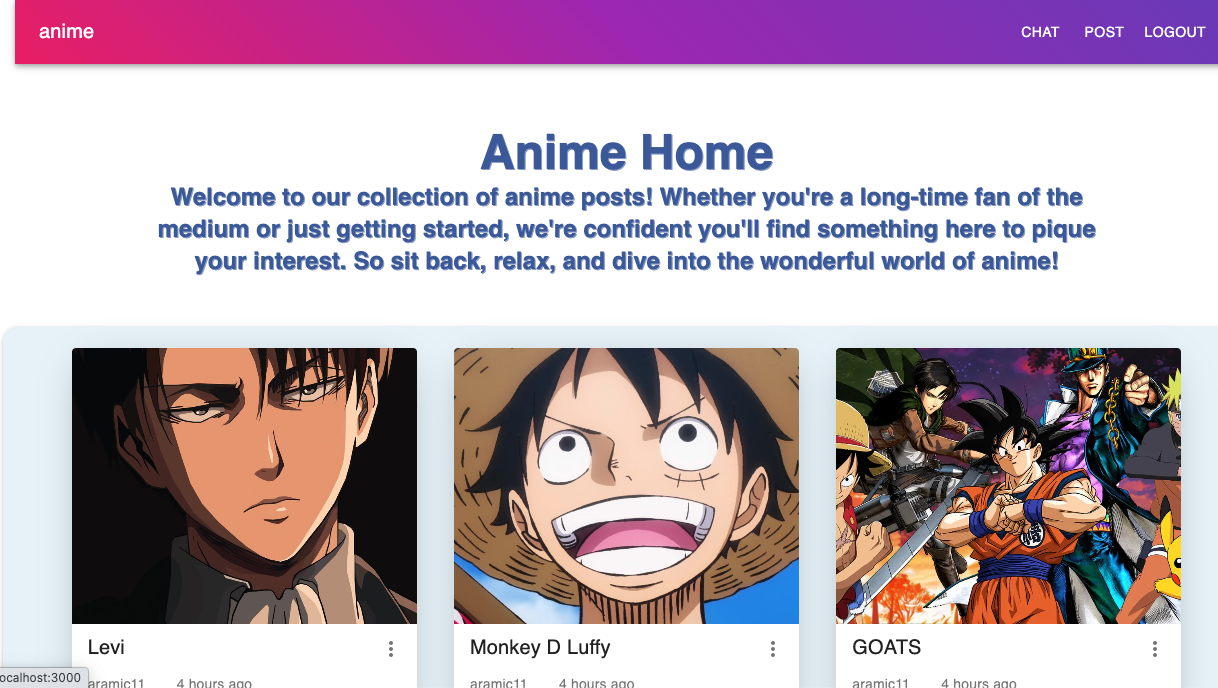 anime
CHAT POST LOGOUT
Anime Home
Welcome to our collection of anime posts! Whether you're a long-time fan of the
medium or just getting started, we're confident you'll find something here to pique
your interest. So sit back, relax, and dive into the wonderful world of anime!
Levi
Monkey D Luffy
GOATS
aramic11 4 hours ago
aramic11 4 hours ago
aramic11 4 hours ago
ocalhost:3000